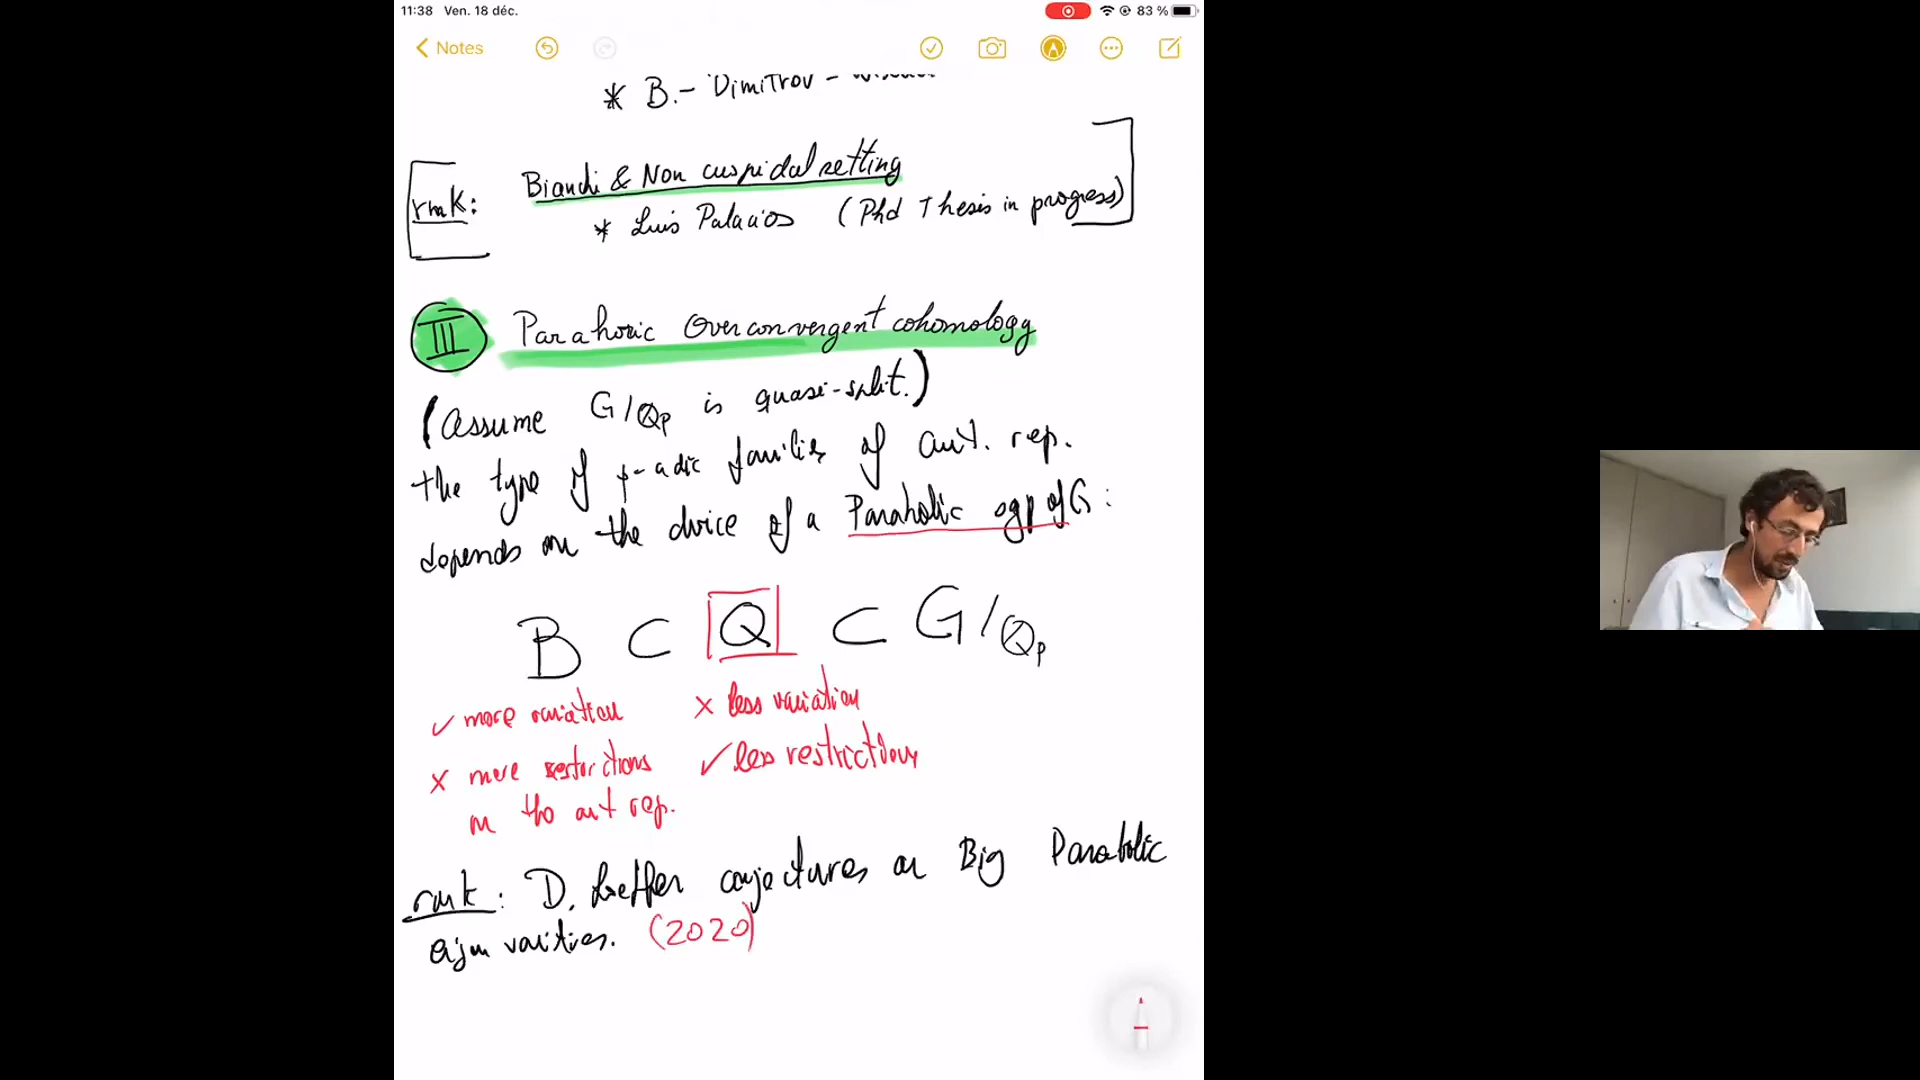 11:38 Ven. 18 déc. 83 %
Notes
* B.- Dimitrov -
rmk: Bianchi & Non cuspidal setting
* Luis Palacios (Phd Thesis in progress)
III Parahoric Overconvergent cohomology
(Assume G/Qp is quasi-split.)
the type of p-adic families of aut. rep.
depends on the choice of a Parabolic sgp of G:
B ⊂ Q ⊂ G/Qp
✓ more variation × less variation
× more restrictions ✓ less restrictions
on the aut rep.
rmk: D. Loeffler conjectures on Big Parabolic
eigen varieties. (2020)